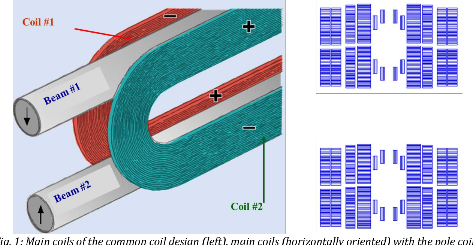 Coil #1
−
+
Beam #1
+
−
Beam #2
Coil #2
Fig. 1: Main coils of the common coil design (left), main coils (horizontally oriented) with the pole coil